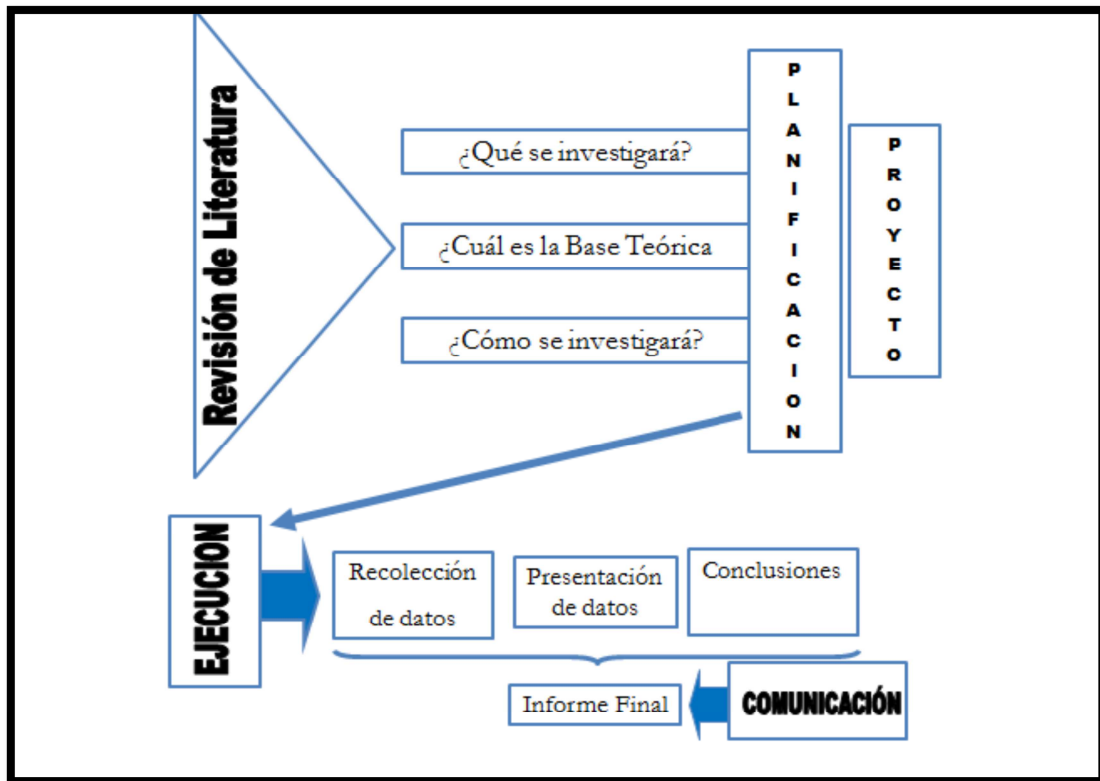 Revisión de Literatura
¿Qué se investigará?
¿Cuál es la Base Teórica
¿Cómo se investigará?
PLANIFICACION
PROYECTO
EJECUCION
Recolección
de datos
Presentación
de datos
Conclusiones
Informe Final
COMUNICACIÓN